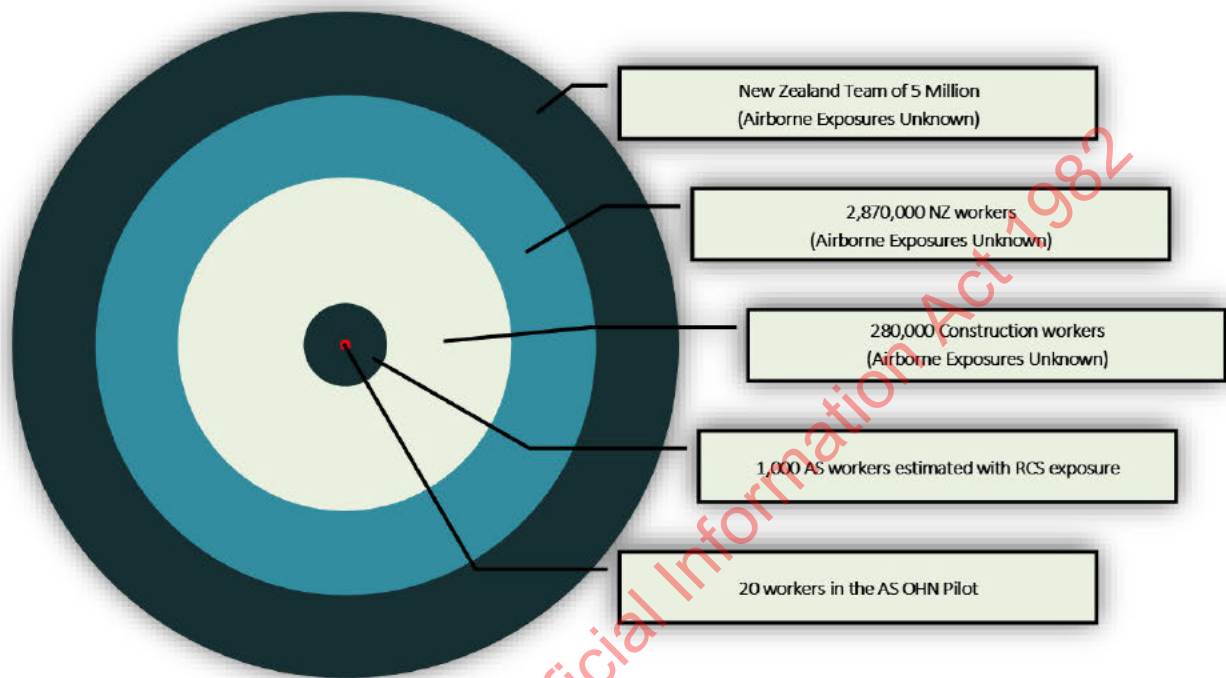 New Zealand Team of 5 Million
(Airborne Exposures Unknown)
2,870,000 NZ workers
(Airborne Exposures Unknown)
280,000 Construction workers
(Airborne Exposures Unknown)
1,000 AS workers estimated with RCS exposure
20 workers in the AS OHN Pilot
Official Information Act 1982